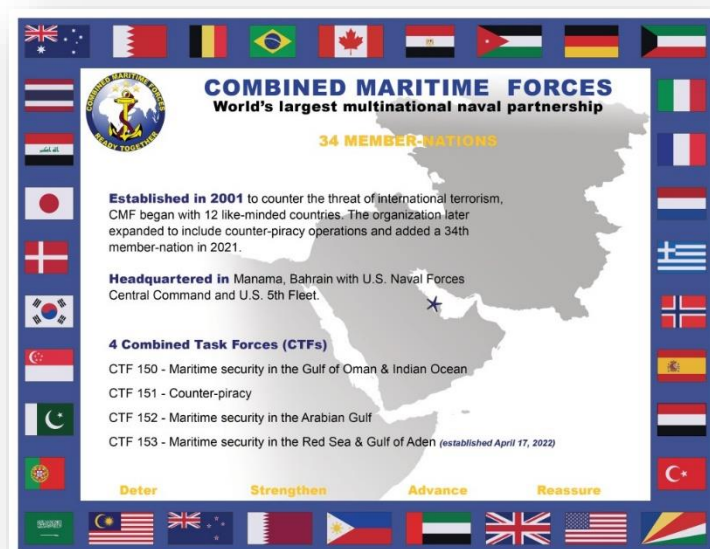 COMBINED MARITIME FORCES
READY TOGETHER
COMBINED MARITIME FORCES
World's largest multinational naval partnership
34 MEMBER-NATIONS
Established in 2001 to counter the threat of international terrorism,
CMF began with 12 like-minded countries. The organization later
expanded to include counter-piracy operations and added a 34th
member-nation in 2021.
Headquartered in Manama, Bahrain with U.S. Naval Forces
Central Command and U.S. 5th Fleet.
4 Combined Task Forces (CTFs)
CTF 150 - Maritime security in the Gulf of Oman & Indian Ocean
CTF 151 - Counter-piracy
CTF 152 - Maritime security in the Arabian Gulf
CTF 153 - Maritime security in the Red Sea & Gulf of Aden (established April 17, 2022)
Deter Strengthen Advance Reassure